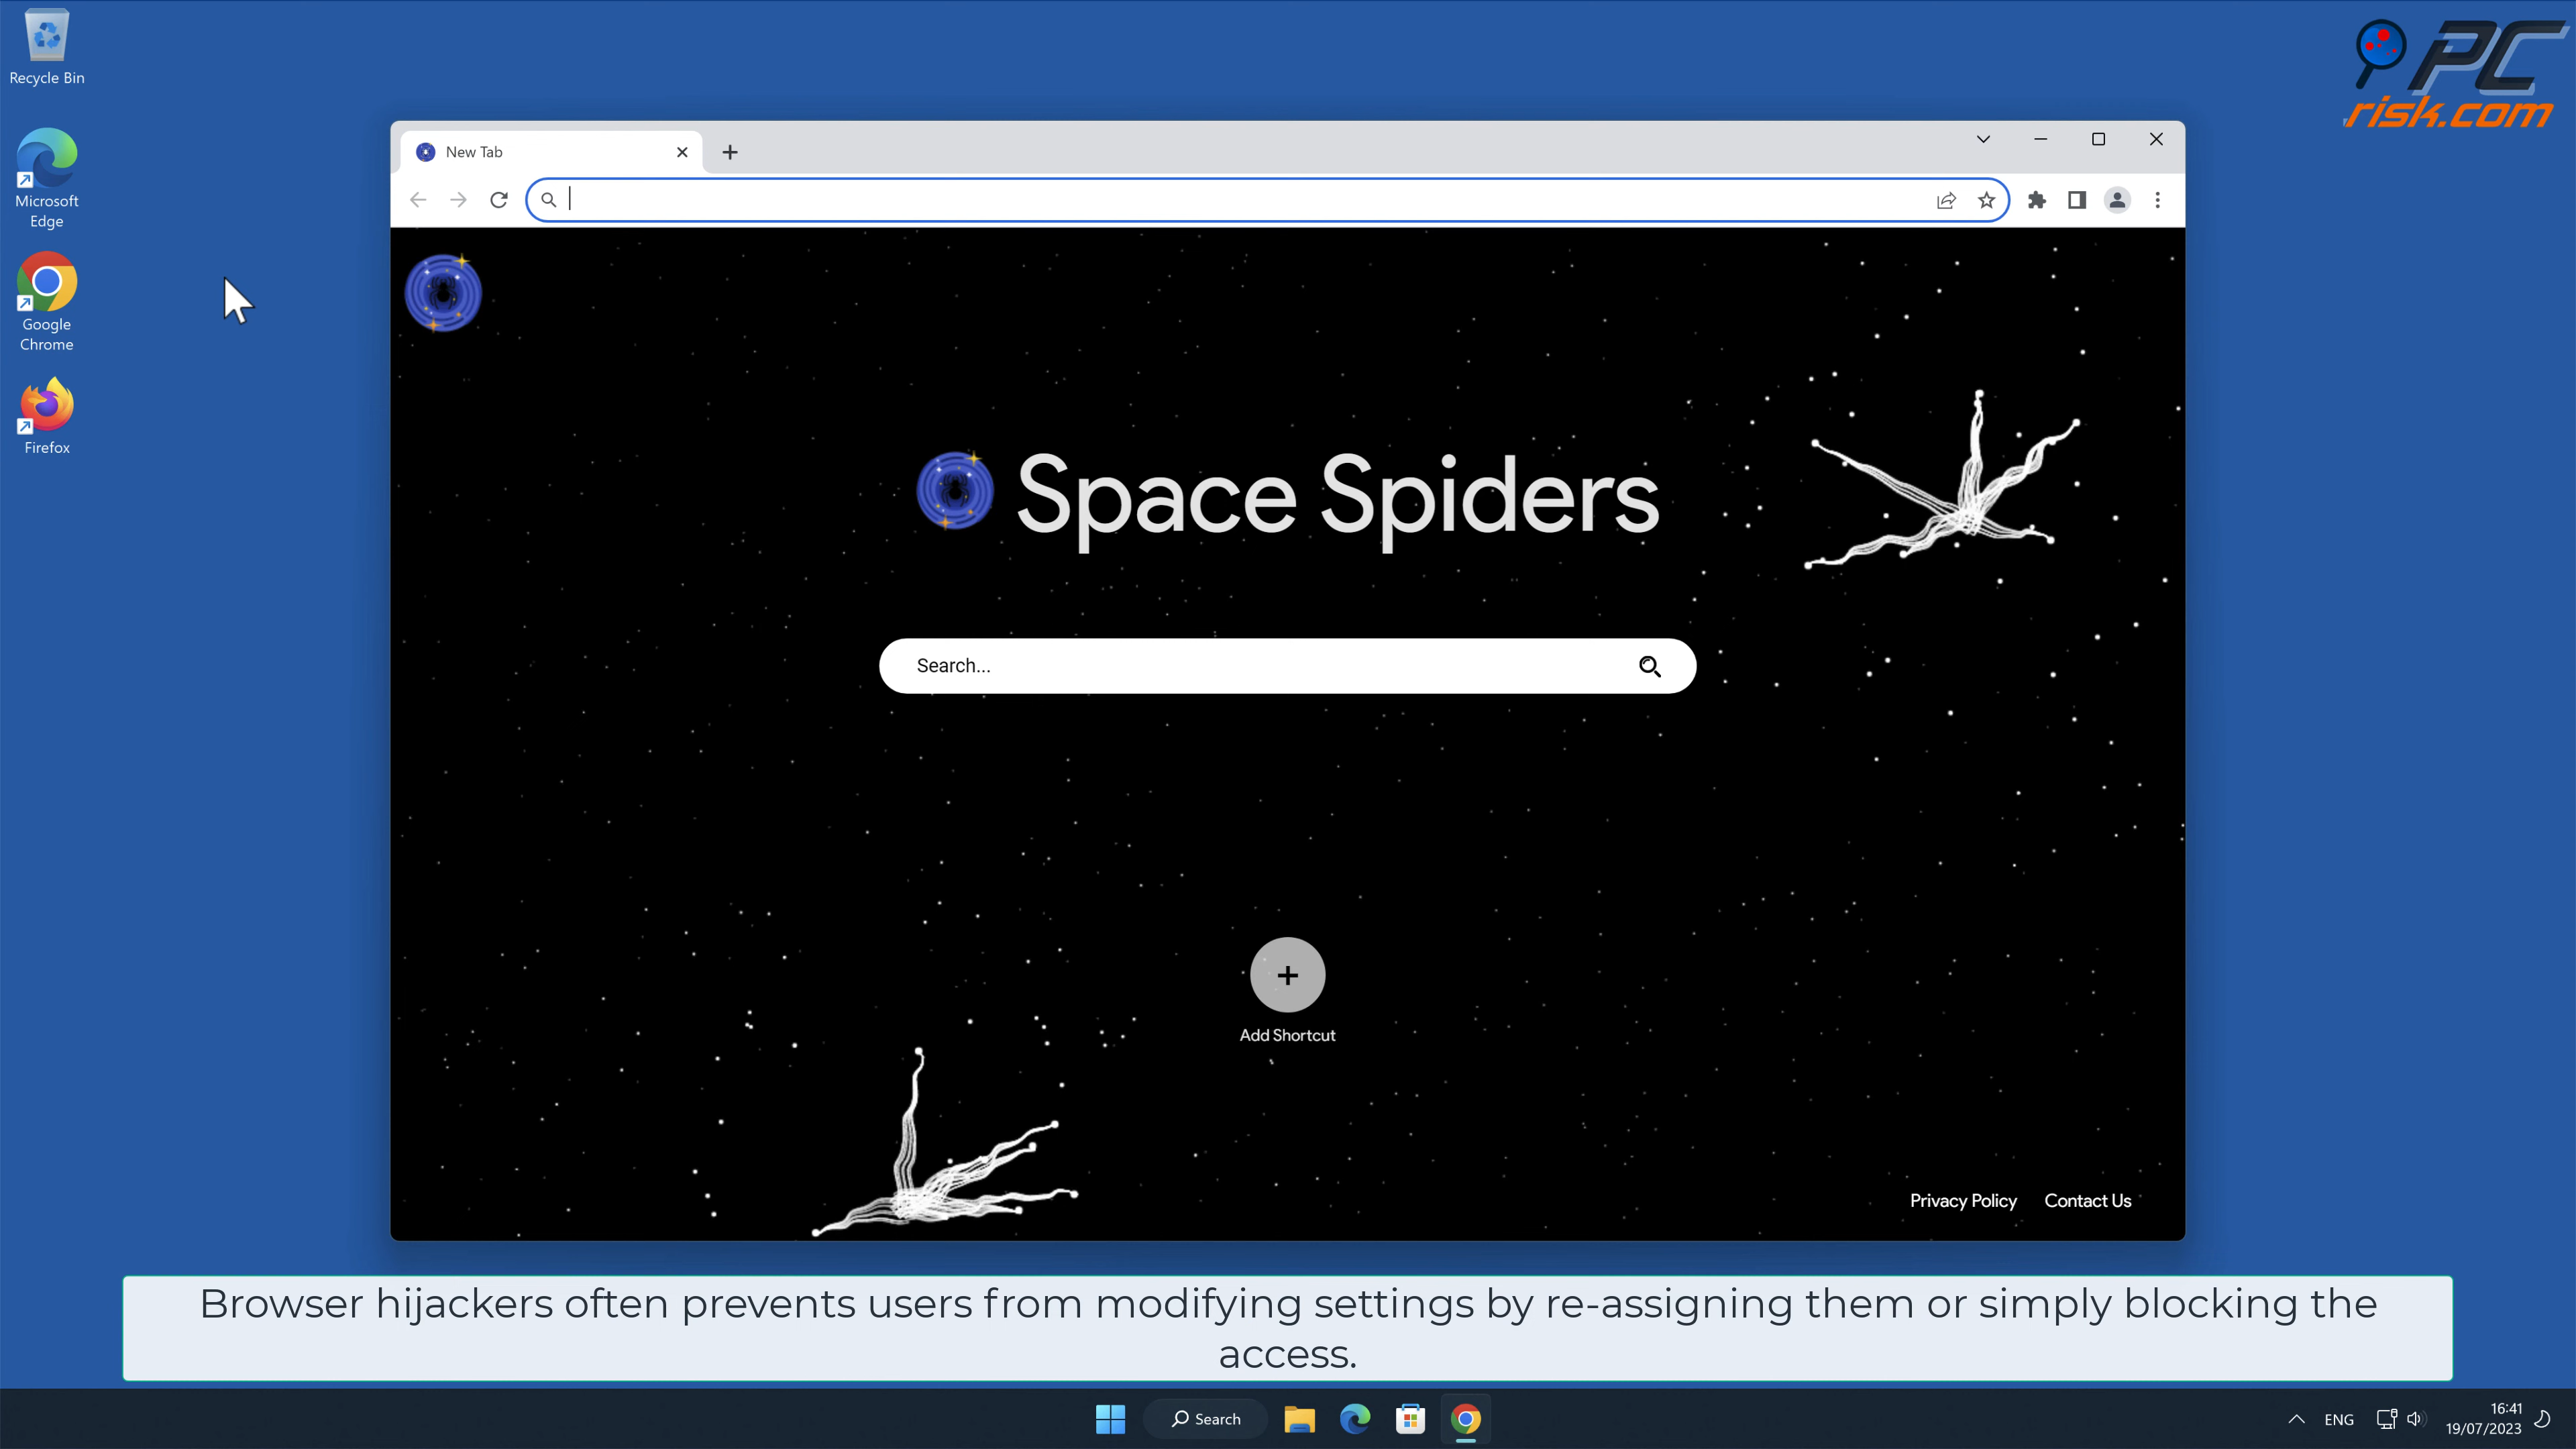 Recycle Bin
PC
risk.com
New Tab
Microsoft
Edge
Google
Chrome
Firefox
Space Spiders
Search...
Add Shortcut
Privacy Policy Contact Us
Browser hijackers often prevents users from modifying settings by re-assigning them or simply blocking the
access.
Search
ENG
16:41
19/07/2023